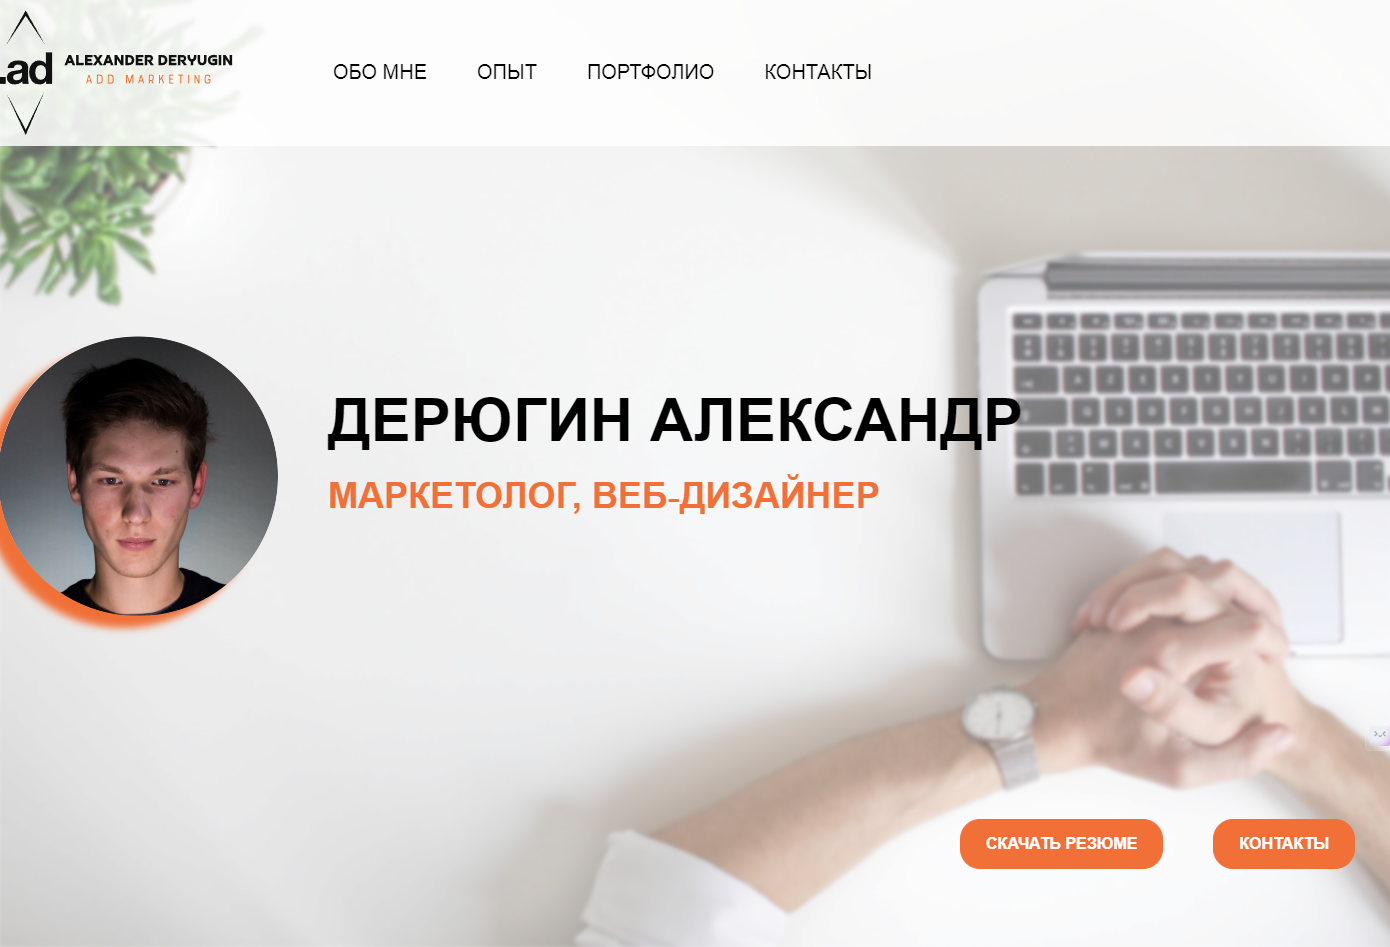 .ad
ALEXANDER DERYUGIN
ADD MARKETING
ОБО МНЕ
ОПЫТ
ПОРТФОЛИО
КОНТАКТЫ
ДЕРЮГИН АЛЕКСАНДР
МАРКЕТОЛОГ, ВЕБ-ДИЗАЙНЕР
СКАЧАТЬ РЕЗЮМЕ
КОНТАКТЫ